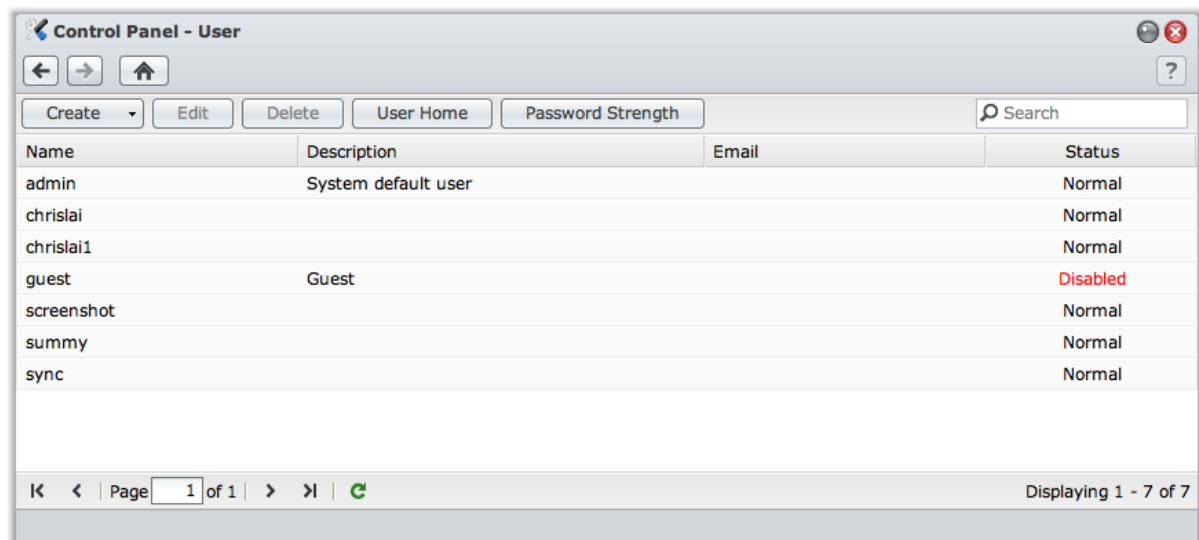 Control Panel - User
?
Create Edit Delete User Home Password Strength Search
Name Description Email Status
admin System default user Normal
chrislai Normal
chrislai1 Normal
guest Guest Disabled
screenshot Normal
summy Normal
sync Normal
Page 1 of 1 Displaying 1 - 7 of 7